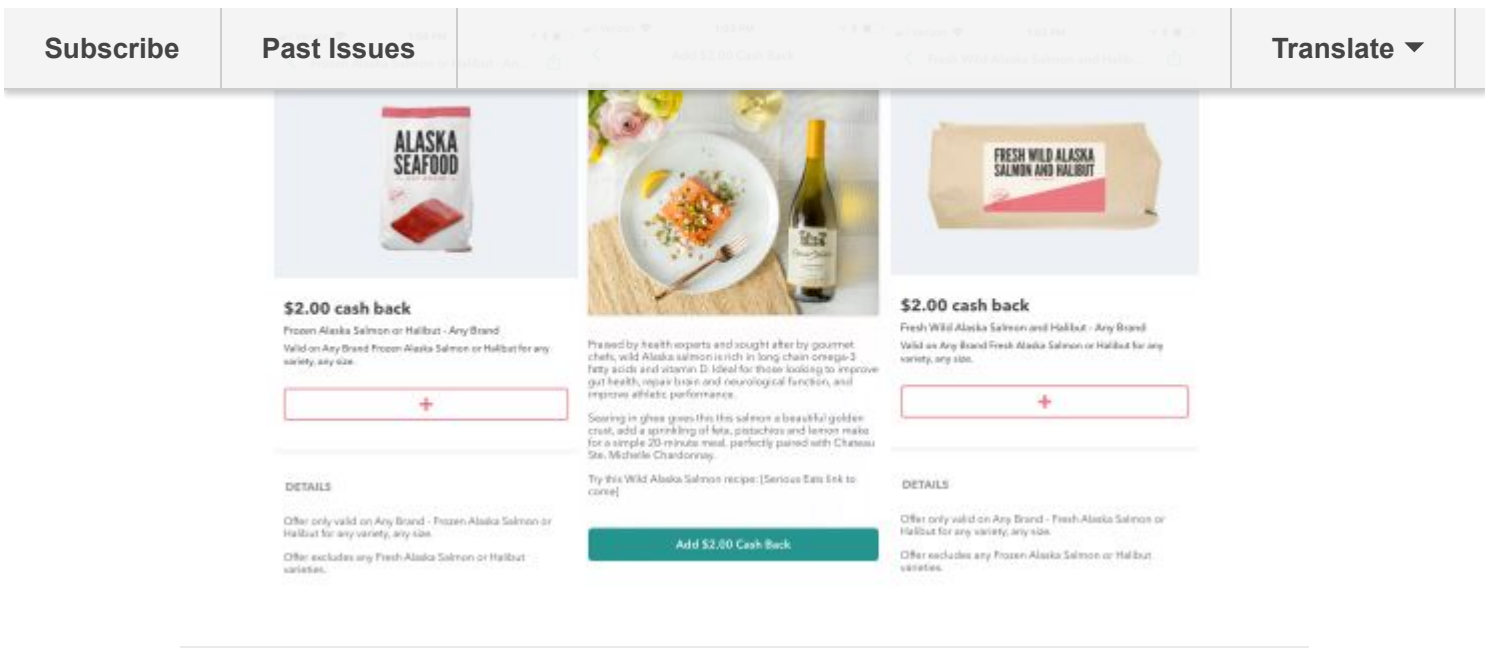 Subscribe
Past Issues
Translate
Add $2.00 Cash Back
ALASKA
SEAFOOD
$2.00 cash back
Frozen Alaska Salmon or Halibut - Any Brand
Valid on Any Brand Frozen Alaska Salmon or Halibut for any
variety, any size.
+
DETAILS
Offer only valid on Any Brand - Frozen Alaska Salmon or
Halibut for any variety, any size.
Offer excludes any Fresh Alaska Salmon or Halibut
varieties.
Praised by health experts and sought after by gourmet
chefs, wild Alaska salmon is rich in long chain omega-3
fatty acids and vitamin D. Ideal for those looking to improve
gut health, repair brain and neurological function, and
improve athletic performance.
Searing in ghee gives this this salmon a beautiful golden
crust, add a sprinkling of feta, pistachios and lemon make
for a simple 20-minute meal, perfectly paired with Chateau
Ste. Michelle Chardonnay.
Try this Wild Alaska Salmon recipe: [Serious Eats link to
come]
Add $2.00 Cash Back
FRESH WILD ALASKA
SALMON AND HALIBUT
$2.00 cash back
Fresh Wild Alaska Salmon and Halibut - Any Brand
Valid on Any Brand Fresh Alaska Salmon or Halibut for any
variety, any size.
+
DETAILS
Offer only valid on Any Brand - Fresh Alaska Salmon or
Halibut for any variety, any size.
Offer excludes any Frozen Alaska Salmon or Halibut
varieties.